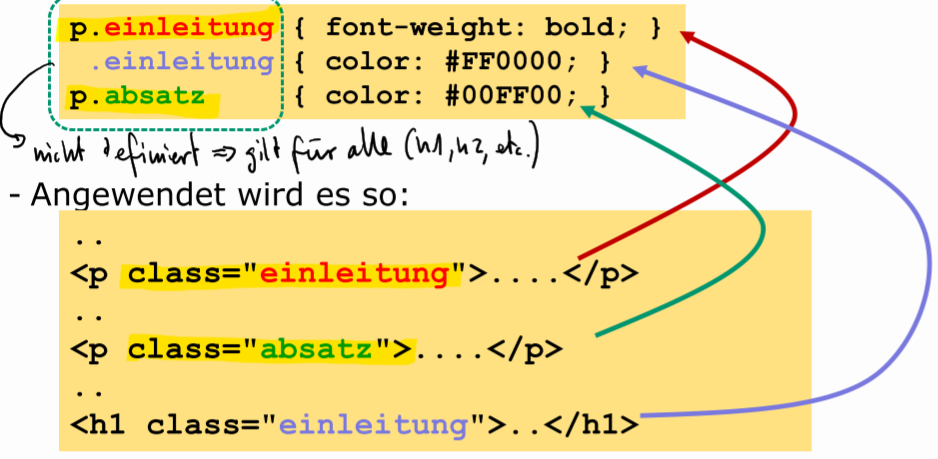 p.einleitung { font-weight: bold; }
.einleitung { color: #FF0000; }
p.absatz { color: #00FF00; }
nicht definiert ⇒ gilt für alle (h1, h2, etc.)
- Angewendet wird es so:
..
<p class="einleitung">....</p>
..
<p class="absatz">....</p>
..
<h1 class="einleitung">..</h1>